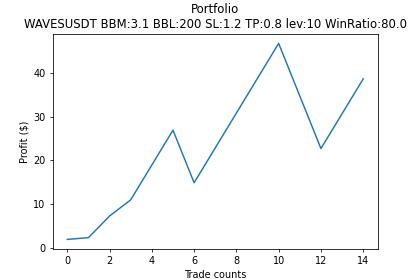 Portfolio
WAVESUSDT BBM:3.1 BBL:200 SL:1.2 TP:0.8 lev:10 WinRatio:80.0
40
30
20
10
0
Profit ($)
0 2 4 6 8 10 12 14
Trade counts